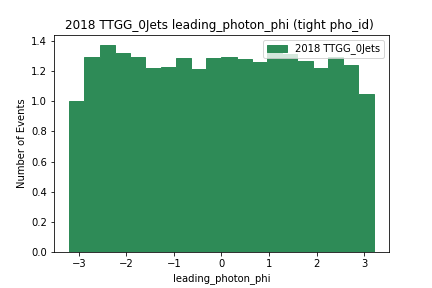 2018 TTGG_0Jets leading_photon_phi (tight pho_id)
2018 TTGG_0Jets
Number of Events
1.4
1.2
1.0
0.8
0.6
0.4
0.2
0.0
−3 −2 −1 0 1 2 3
leading_photon_phi